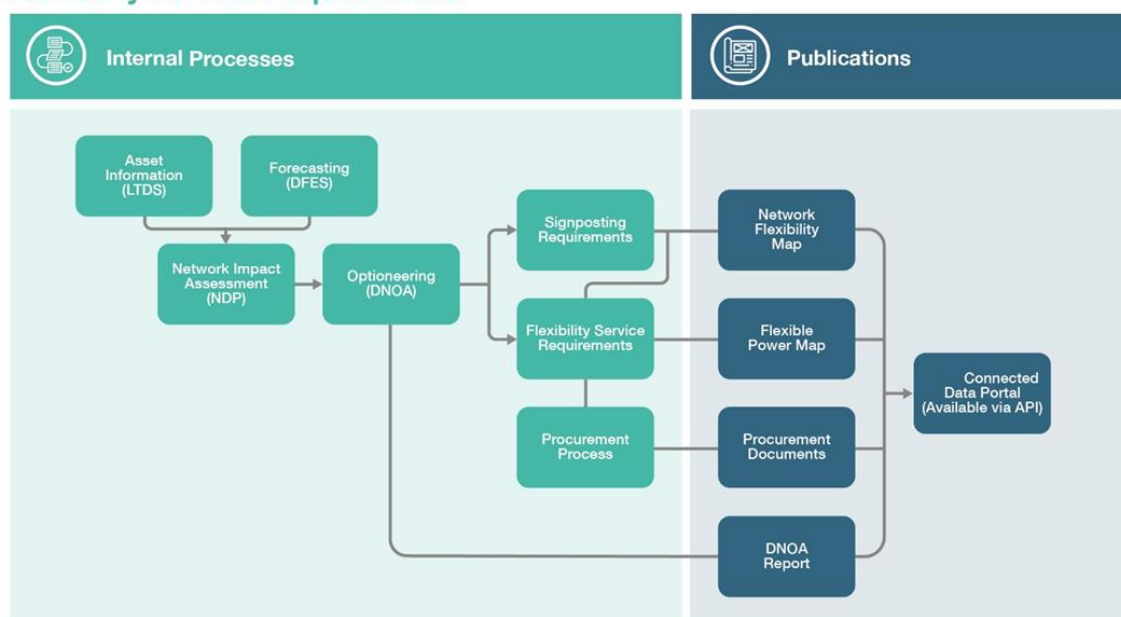 Internal Processes
Publications
Asset
Information
(LTDS)
Forecasting
(DFES)
Network Impact
Assessment
(NDP)
Optioneering
(DNOA)
Signposting
Requirements
Flexibility Service
Requirements
Procurement
Process
Network
Flexibility
Map
Flexible
Power Map
Procurement
Documents
DNOA
Report
Connected
Data Portal
(Available via API)